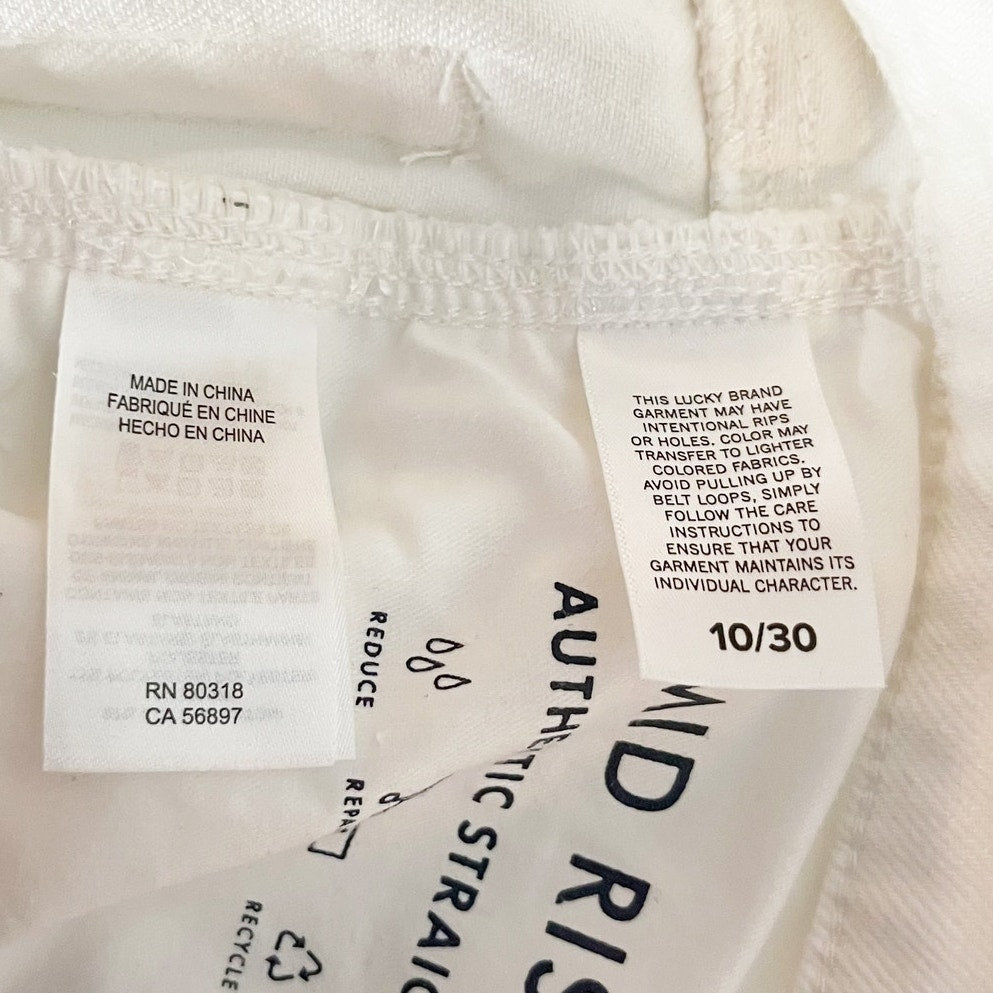 MADE IN CHINA
FABRIQUÉ EN CHINE
HECHO EN CHINA
RN 80318
CA 56897
THIS LUCKY BRAND
GARMENT MAY HAVE
INTENTIONAL RIPS
OR HOLES. COLOR MAY
TRANSFER TO LIGHTER
COLORED FABRICS.
AVOID PULLING UP BY
BELT LOOPS, SIMPLY
FOLLOW THE CARE
INSTRUCTIONS TO
ENSURE THAT YOUR
GARMENT MAINTAINS ITS
INDIVIDUAL CHARACTER.
10/30
REDUCE
RECYCLE
AUTHENTIC STRAIG